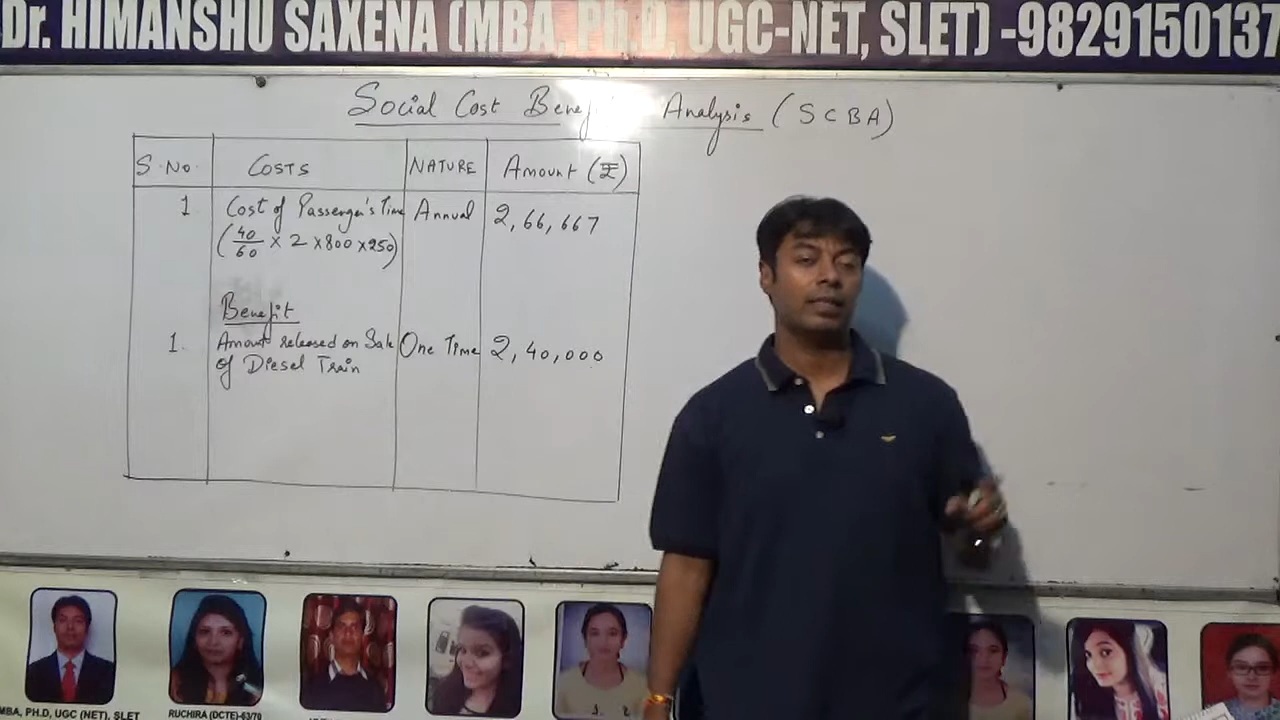 Dr. HIMANSHU SAXENA (MBA, Ph.D, UGC-NET, SLET) -9829150137
Social Cost Benefit Analysis (SCBA)
S.No. COSTS NATURE Amount (₹)
1 Cost of Passenger's Time Annual 2,66,667
(40/60 × 2 × 800 × 250)
Benefit
1. Amount released on Sale One Time 2,40,000
of Diesel Train
MBA, PH.D, UGC (NET), SLET RUCHIRA (DCTE)-63/70